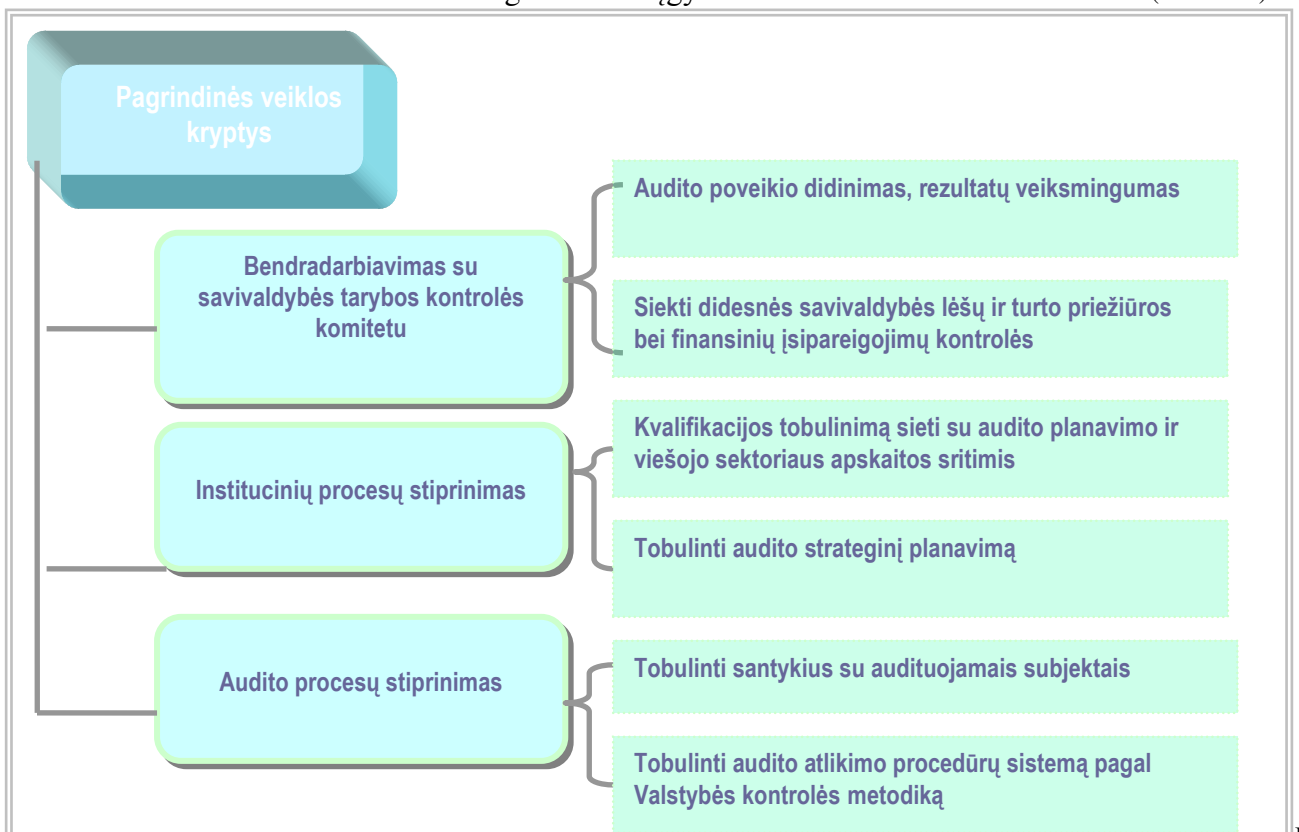 Pagrindinės veiklos
kryptys
Audito poveikio didinimas, rezultatų veiksmingumas
Bendradarbiavimas su
savivaldybės tarybos kontrolės
komitetu
Siekti didesnės savivaldybės lėšų ir turto priežiūros
bei finansinių įsipareigojimų kontrolės
Kvalifikacijos tobulinimą sieti su audito planavimo ir
viešojo sektoriaus apskaitos sritimis
Institucinių procesų stiprinimas
Tobulinti audito strateginį planavimą
Audito procesų stiprinimas
Tobulinti santykius su audituojamais subjektais
Tobulinti audito atlikimo procedūrų sistemą pagal
Valstybės kontrolės metodiką